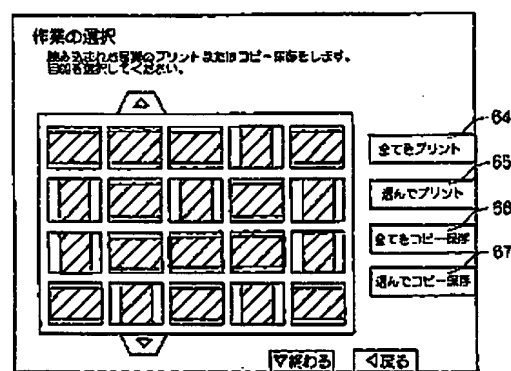 作業の選択
読み込まれた写真のプリントまたはコピー保存をします。
目的を選択してください。
64
全てをプリント
65
選んでプリント
66
全てをコピー保存
67
選んでコピー保存
▽終わる
◁戻る